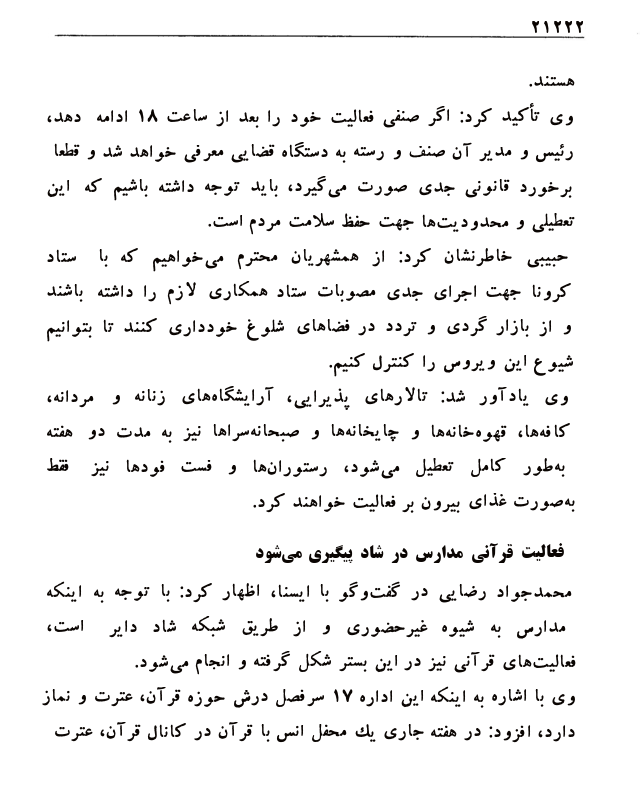 ۲۱۲۲۲
هستند.
وی تأکید کرد: اگر صنفی فعالیت خود را بعد از ساعت ۱۸ ادامه دهد،
رئیس و مدیر آن صنف و رسته به دستگاه قضایی معرفی خواهد شد و قطعا
برخورد قانونی جدی صورت می‌گیرد، باید توجه داشته باشیم که این
تعطیلی و محدودیت‌ها جهت حفظ سلامت مردم است.
حبیبی خاطرنشان کرد: از همشهریان محترم می‌خواهیم که با ستاد
کرونا جهت اجرای جدی مصوبات ستاد همکاری لازم را داشته باشند
و از بازار گردی و تردد در فضاهای شلوغ خودداری کنند تا بتوانیم
شیوع این ویروس را کنترل کنیم.
وی یادآور شد: تالارهای پذیرایی، آرایشگاه‌های زنانه و مردانه،
کافه‌ها، قهوه‌خانه‌ها و چایخانه‌ها و صبحانه‌سراها نیز به مدت دو هفته
به‌طور کامل تعطیل می‌شود، رستوران‌ها و فست فودها نیز فقط
به‌صورت غذای بیرون بر فعالیت خواهند کرد.
فعالیت قرآنی مدارس در شاد پیگیری می‌شود
محمدجواد رضایی در گفت‌وگو با ایسنا، اظهار کرد: با توجه به اینکه
مدارس به شیوه غیرحضوری و از طریق شبکه شاد دایر است،
فعالیت‌های قرآنی نیز در این بستر شکل گرفته و انجام می‌شود.
وی با اشاره به اینکه این اداره ۱۷ سرفصل درش حوزه قرآن، عترت و نماز
دارد، افزود: در هفته جاری یك محفل انس با قرآن در کانال قرآن، عترت